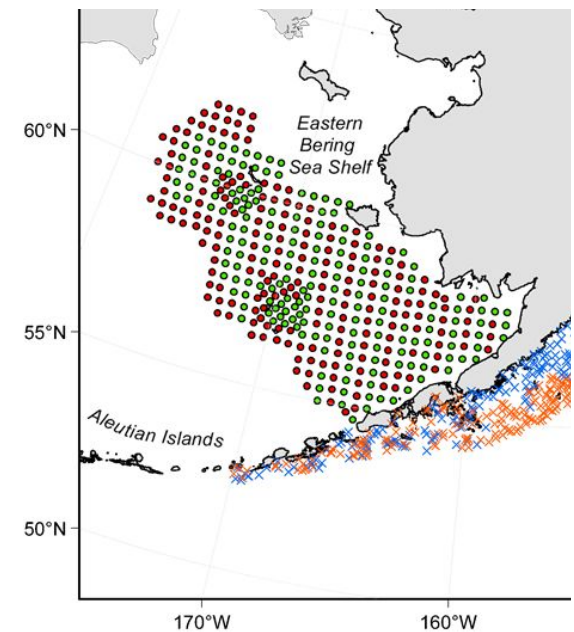 60°N
Eastern
Bering
Sea Shelf
55°N
Aleutian Islands
50°N
170°W
160°W